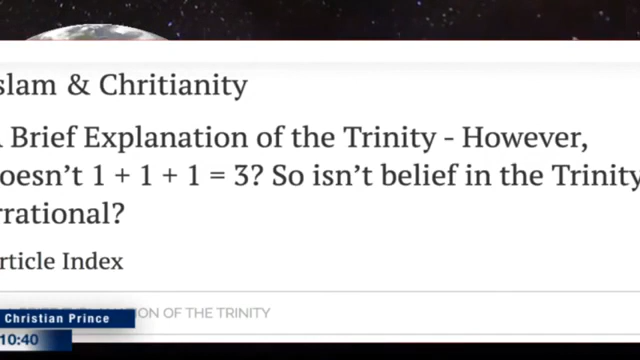 slam & Chritianity
Brief Explanation of the Trinity - However,
oesn't 1 + 1 + 1 = 3? So isn't belief in the Trinity
rrational?
rticle Index
ION OF THE TRINITY
Christian Prince
10:40